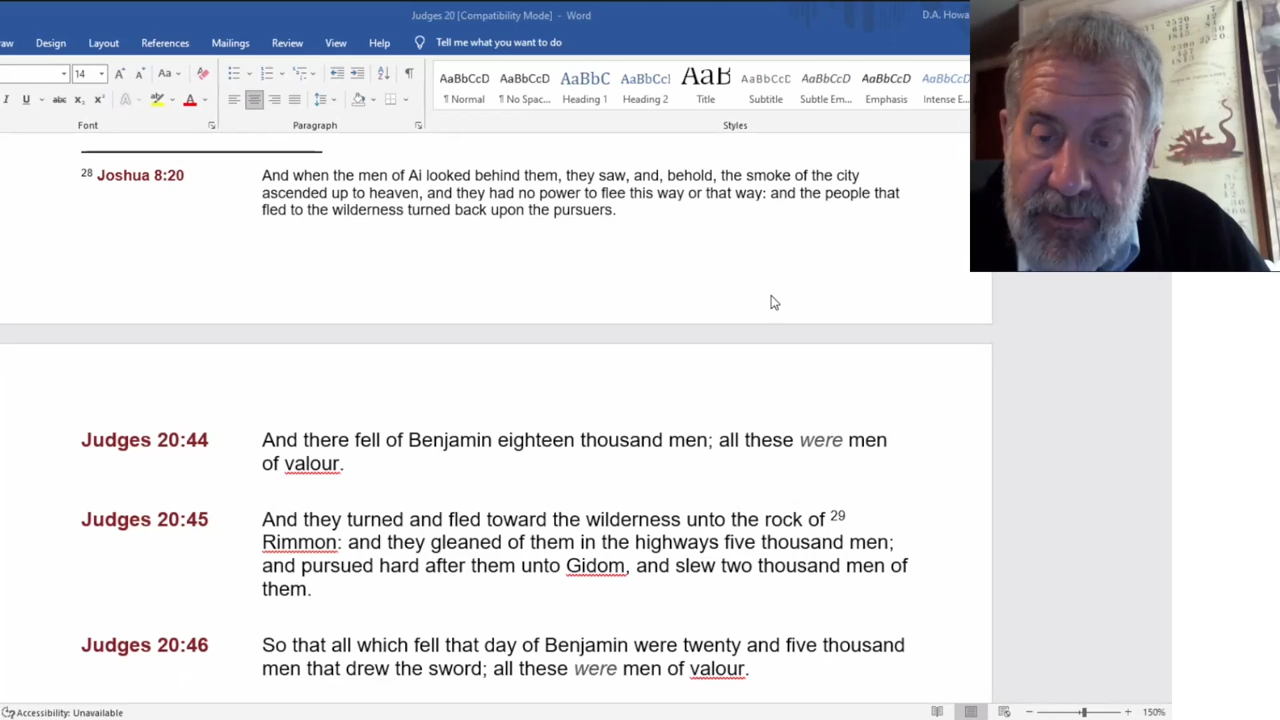 Judges 20 [Compatibility Mode] - Word
D.A. Howa
aw Design Layout References Mailings Review View Help Tell me what you want to do
14 A A Aa
I U abc x₂ x² A A
AaBbCcD AaBbCcD AaBbC AaBbCcI AaB AaBbCcD AaBbCcD AaBbCcD AaBbCcD
¶ Normal ¶ No Spac... Heading 1 Heading 2 Title Subtitle Subtle Em... Emphasis Intense E...
Font Paragraph Styles
28 Joshua 8:20 And when the men of Ai looked behind them, they saw, and, behold, the smoke of the city
ascended up to heaven, and they had no power to flee this way or that way: and the people that
fled to the wilderness turned back upon the pursuers.
Judges 20:44 And there fell of Benjamin eighteen thousand men; all these were men
of valour.
Judges 20:45 And they turned and fled toward the wilderness unto the rock of 29
Rimmon: and they gleaned of them in the highways five thousand men;
and pursued hard after them unto Gidom, and slew two thousand men of
them.
Judges 20:46 So that all which fell that day of Benjamin were twenty and five thousand
men that drew the sword; all these were men of valour.
Accessibility: Unavailable
150%
2520